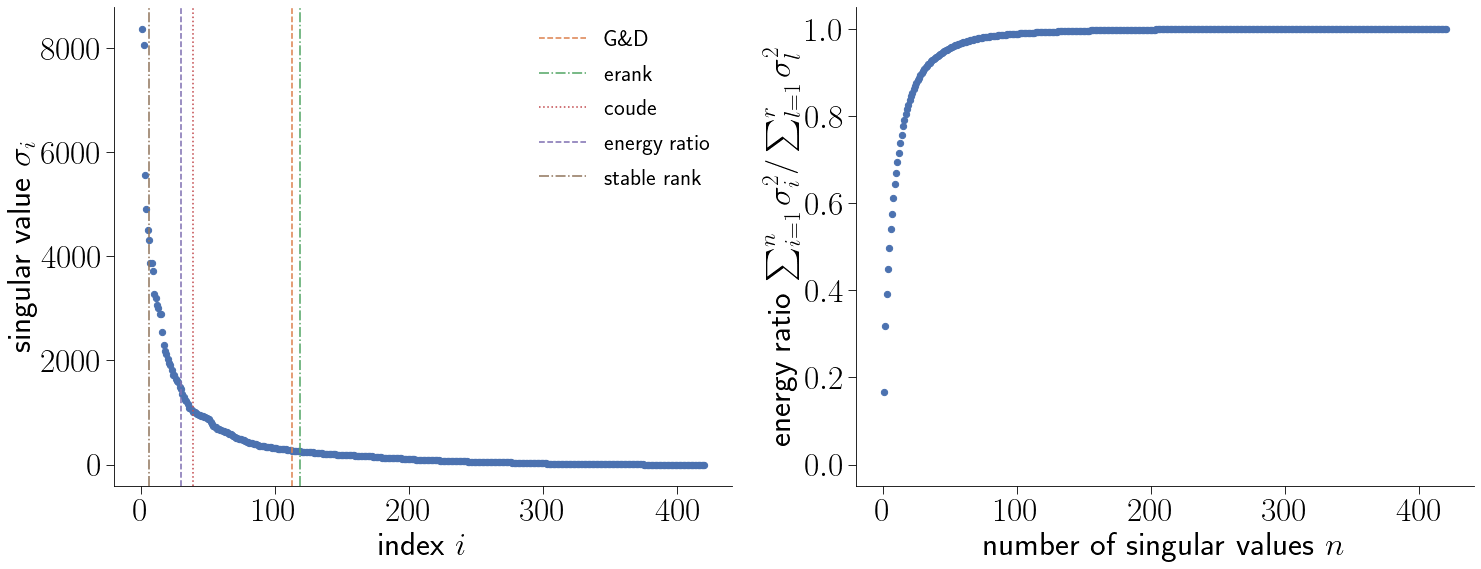 8000
6000
4000
2000
0
singular value σ_i
0 100 200 300 400
index i
G&D
erank
coude
energy ratio
stable rank
1.0
0.8
0.6
0.4
0.2
0.0
energy ratio ∑_{i=1}^{n} σ_i^2 / ∑_{l=1}^{r} σ_l^2
0 100 200 300 400
number of singular values n